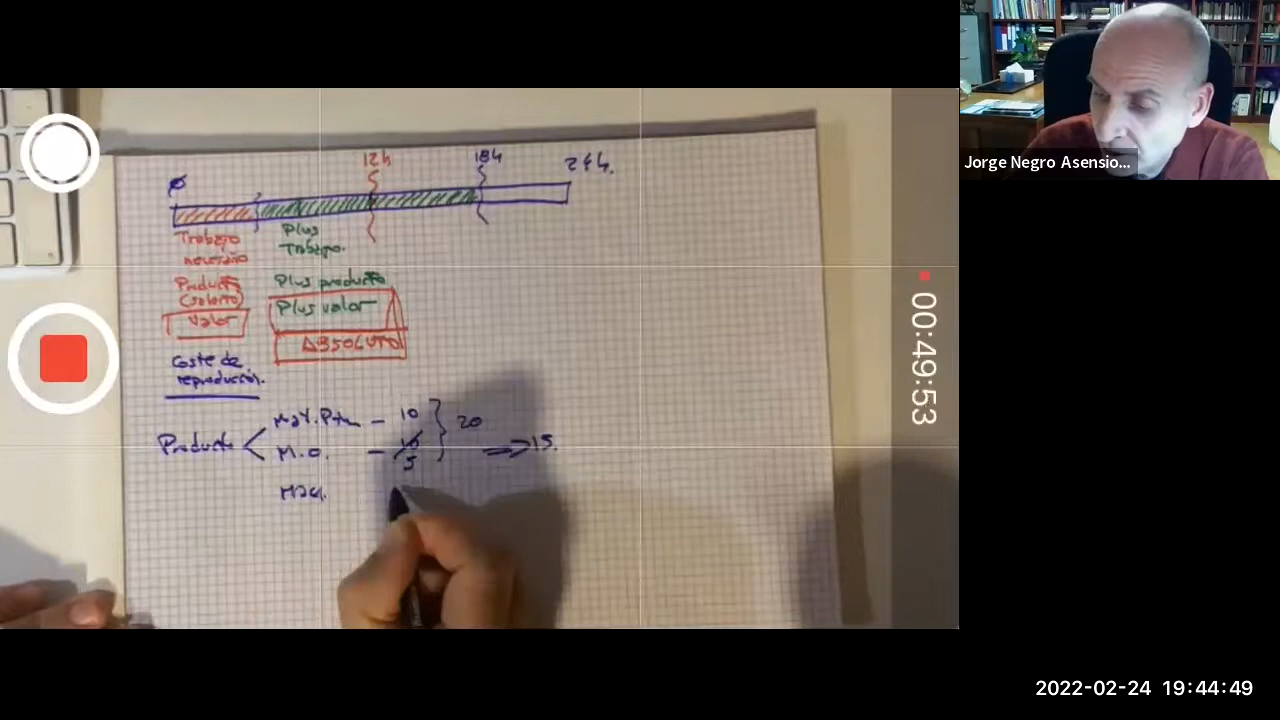 Jorge Negro Asensio...
ø 12h 18h 24h.
Trabajo necesario
Plus Trabajo.
Producto (salario)
Plus producto
Valor
Plus valor
ABSOLUTO
Coste de reproducción.
Producto
Mat. Prim - 10
M.O. - 10 5
20
15.
Maq.
00:49:53
2022-02-24 19:44:49